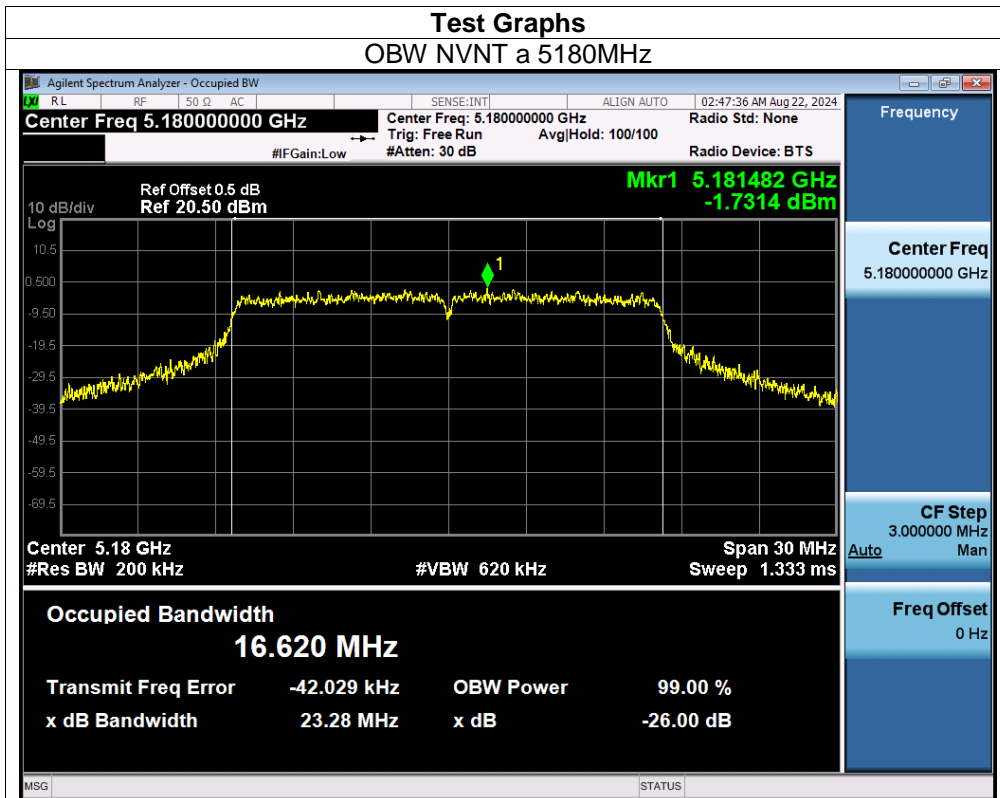 Test Graphs
OBW NVNT a 5180MHz
Agilent Spectrum Analyzer - Occupied BW
LXI RL RF 50 Ω AC SENSE:INT ALIGN AUTO 02:47:36 AM Aug 22, 2024
Center Freq 5.180000000 GHz
#IFGain:Low
Center Freq: 5.180000000 GHz
Trig: Free Run Avg|Hold: 100/100
#Atten: 30 dB
Radio Std: None
Radio Device: BTS
Frequency
Mkr1 5.181482 GHz
-1.7314 dBm
Ref Offset 0.5 dB
10 dB/div Ref 20.50 dBm
Log
10.5
0.500
-9.50
-19.5
-29.5
-39.5
-49.5
-59.5
-69.5
1
Center 5.18 GHz Span 30 MHz
#Res BW 200 kHz #VBW 620 kHz Sweep 1.333 ms
Center Freq
5.180000000 GHz
CF Step
3.000000 MHz
Auto Man
Freq Offset
0 Hz
Occupied Bandwidth
16.620 MHz
Transmit Freq Error -42.029 kHz OBW Power 99.00 %
x dB Bandwidth 23.28 MHz x dB -26.00 dB
MSG STATUS